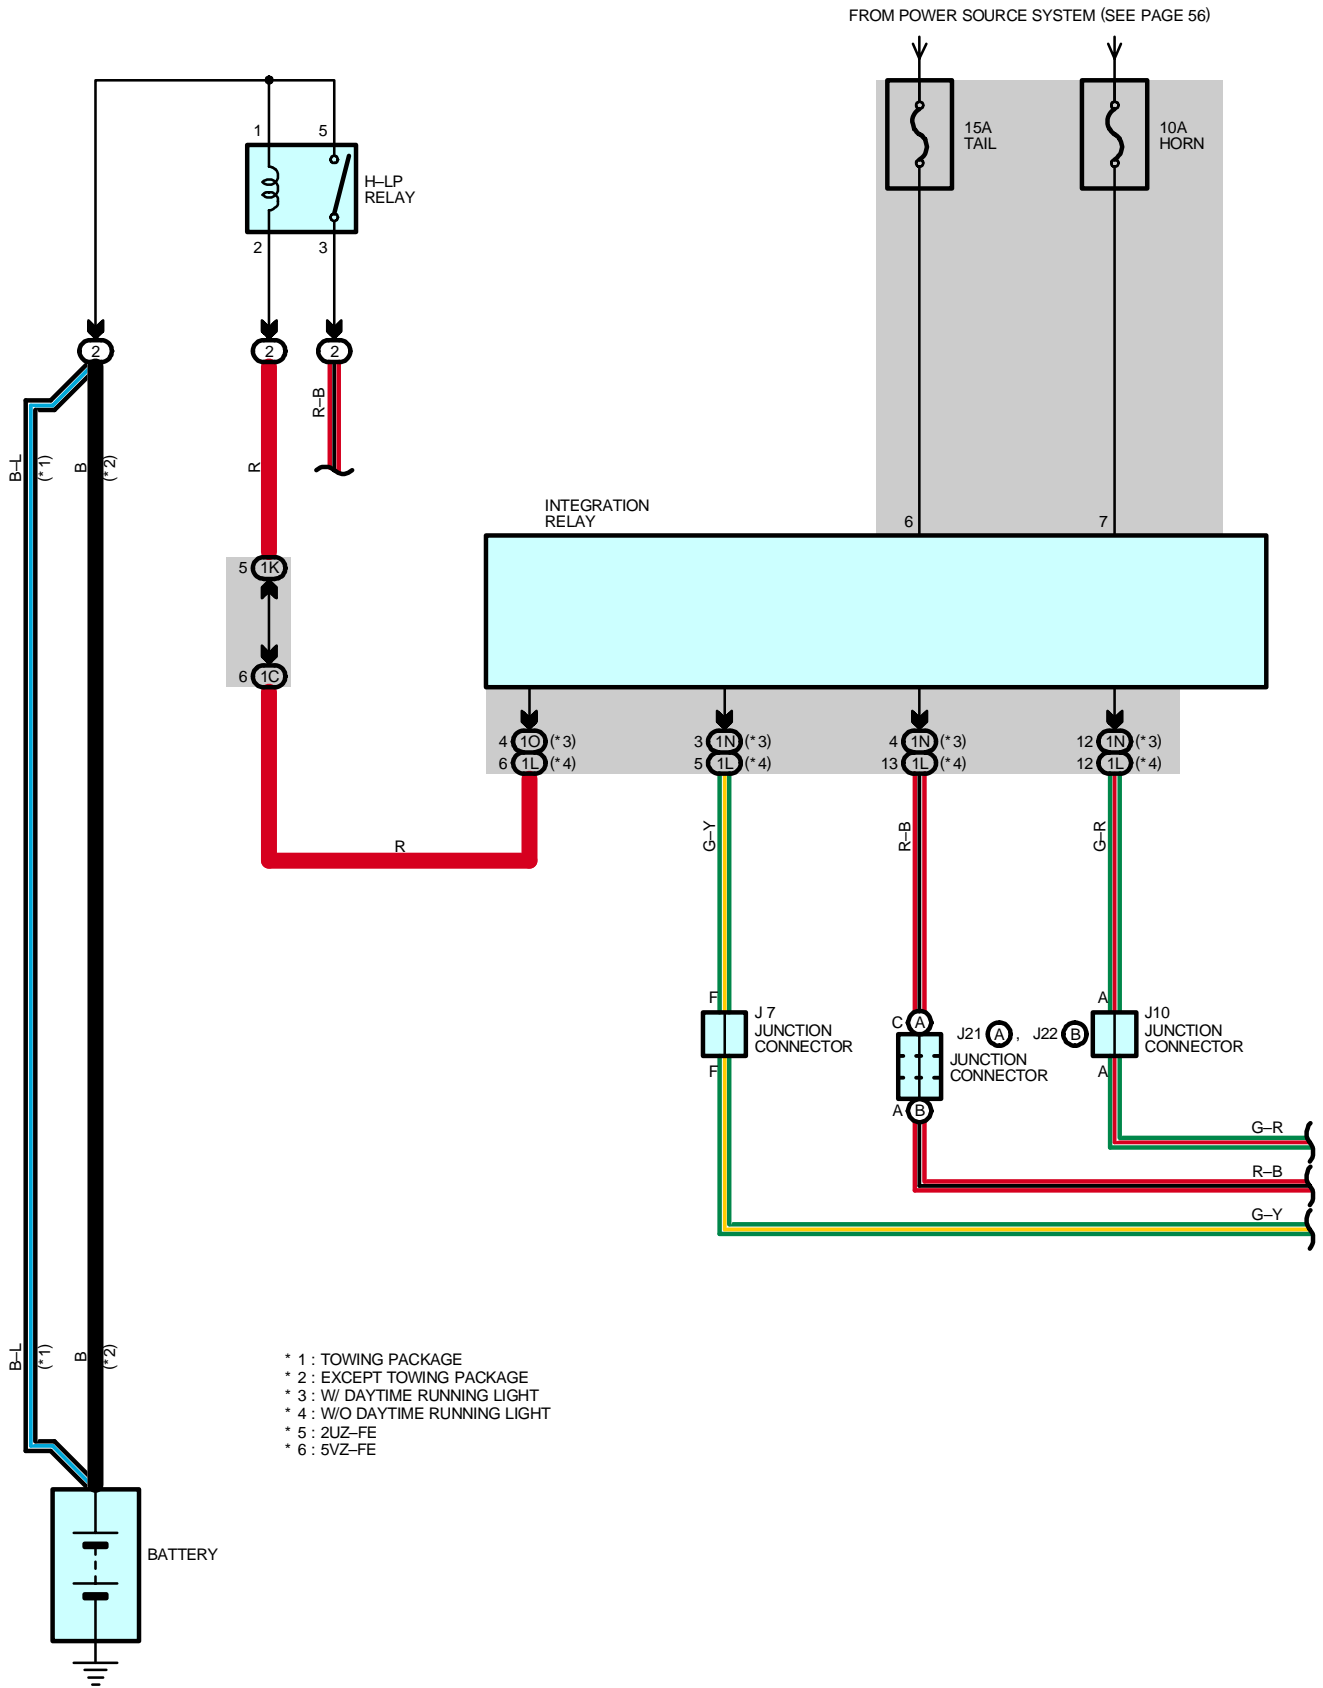 FROM POWER SOURCE SYSTEM (SEE PAGE 56)
1 5
15A
TAIL
10A
HORN
H–LP
RELAY
2 3
2 2 2
R–B
B–L
(*1)
B
(*2)
R
INTEGRATION
RELAY
6 7
5 1K
6 1C
4 1O (*3) 3 1N (*3) 4 1N (*3) 12 1N (*3)
6 1L (*4) 5 1L (*4) 13 1L (*4) 12 1L (*4)
R
G–Y
R–B
G–R
F
J 7
JUNCTION
CONNECTOR
F
C A
J21 A , J22 B
JUNCTION
CONNECTOR
A B
A
J10
JUNCTION
CONNECTOR
A
G–R
R–B
G–Y
B–L
(*1)
B
(*2)
* 1 : TOWING PACKAGE
* 2 : EXCEPT TOWING PACKAGE
* 3 : W/ DAYTIME RUNNING LIGHT
* 4 : W/O DAYTIME RUNNING LIGHT
* 5 : 2UZ–FE
* 6 : 5VZ–FE
BATTERY